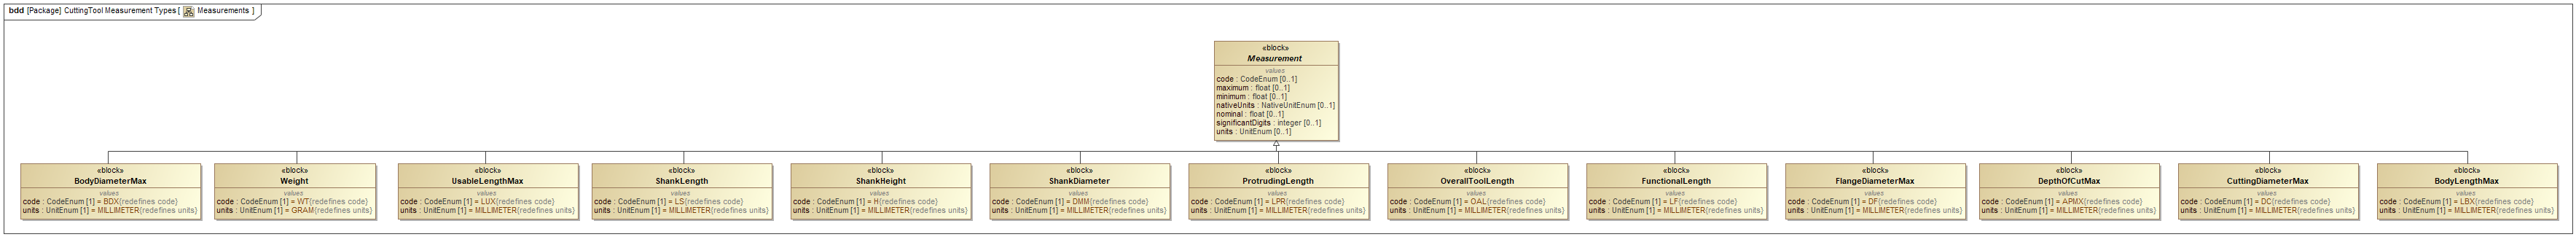 bdd [Package] CuttingTool Measurement Types [ Measurements ]
«block»
Measurement
values
code : CodeEnum [0..1]
maximum : float [0..1]
minimum : float [0..1]
nativeUnits : NativeUnitEnum [0..1]
nominal : float [0..1]
significantDigits : integer [0..1]
units : UnitEnum [0..1]
«block»
BodyDiameterMax
values
code : CodeEnum [1] = BDX{redefines code}
units : UnitEnum [1] = MILLIMETER{redefines units}
«block»
Weight
values
code : CodeEnum [1] = WT{redefines code}
units : UnitEnum [1] = GRAM{redefines units}
«block»
UsableLengthMax
values
code : CodeEnum [1] = LUX{redefines code}
units : UnitEnum [1] = MILLIMETER{redefines units}
«block»
ShankLength
values
code : CodeEnum [1] = LS{redefines code}
units : UnitEnum [1] = MILLIMETER{redefines units}
«block»
ShankHeight
values
code : CodeEnum [1] = H{redefines code}
units : UnitEnum [1] = MILLIMETER{redefines units}
«block»
ShankDiameter
values
code : CodeEnum [1] = DMM{redefines code}
units : UnitEnum [1] = MILLIMETER{redefines units}
«block»
ProtrudingLength
values
code : CodeEnum [1] = LPR{redefines code}
units : UnitEnum [1] = MILLIMETER{redefines units}
«block»
OverallToolLength
values
code : CodeEnum [1] = OAL{redefines code}
units : UnitEnum [1] = MILLIMETER{redefines units}
«block»
FunctionalLength
values
code : CodeEnum [1] = LF{redefines code}
units : UnitEnum [1] = MILLIMETER{redefines units}
«block»
FlangeDiameterMax
values
code : CodeEnum [1] = DF{redefines code}
units : UnitEnum [1] = MILLIMETER{redefines units}
«block»
DepthOfCutMax
values
code : CodeEnum [1] = APMX{redefines code}
units : UnitEnum [1] = MILLIMETER{redefines units}
«block»
CuttingDiameterMax
values
code : CodeEnum [1] = DC{redefines code}
units : UnitEnum [1] = MILLIMETER{redefines units}
«block»
BodyLengthMax
values
code : CodeEnum [1] = LBX{redefines code}
units : UnitEnum [1] = MILLIMETER{redefines units}